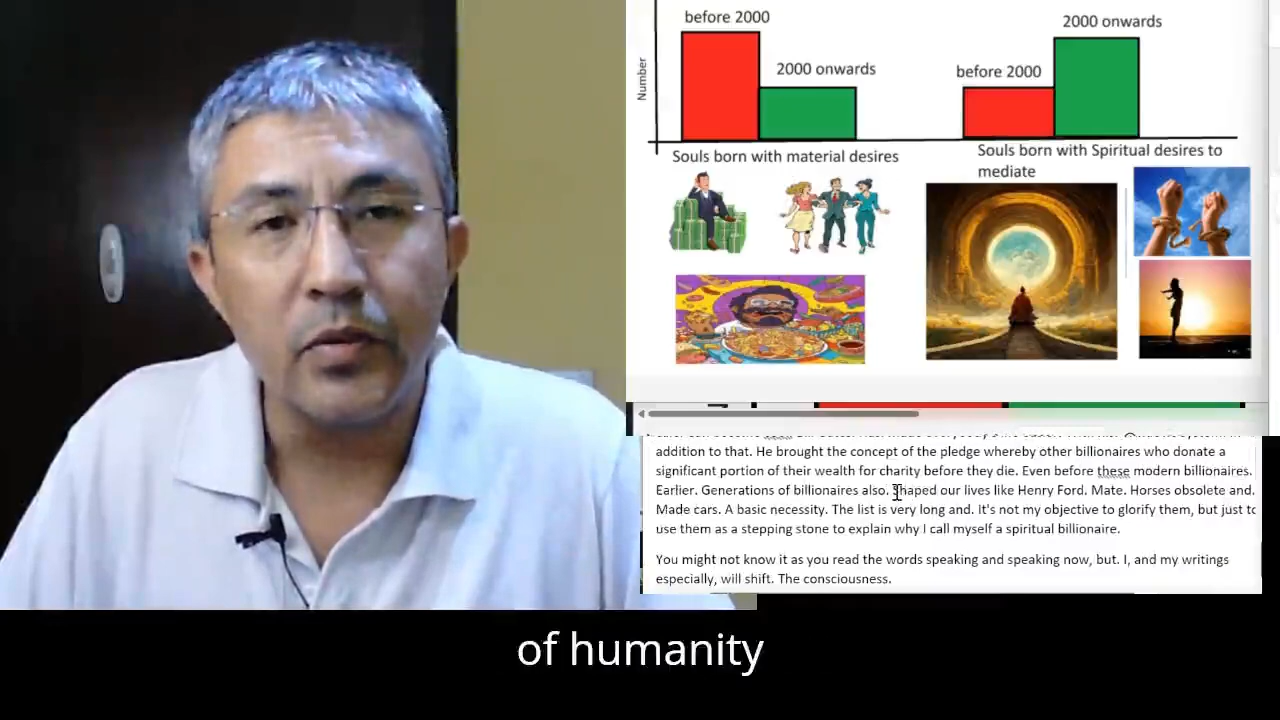 before 2000
2000 onwards
2000 onwards
before 2000
Number
Souls born with material desires
Souls born with Spiritual desires to
mediate
addition to that. He brought the concept of the pledge whereby other billionaires who donate a
significant portion of their wealth for charity before they die. Even before these modern billionaires.
Earlier. Generations of billionaires also. Shaped our lives like Henry Ford. Mate. Horses obsolete and.
Made cars. A basic necessity. The list is very long and. It's not my objective to glorify them, but just to
use them as a stepping stone to explain why I call myself a spiritual billionaire.
You might not know it as you read the words speaking and speaking now, but. I, and my writings
especially, will shift. The consciousness.
of humanity